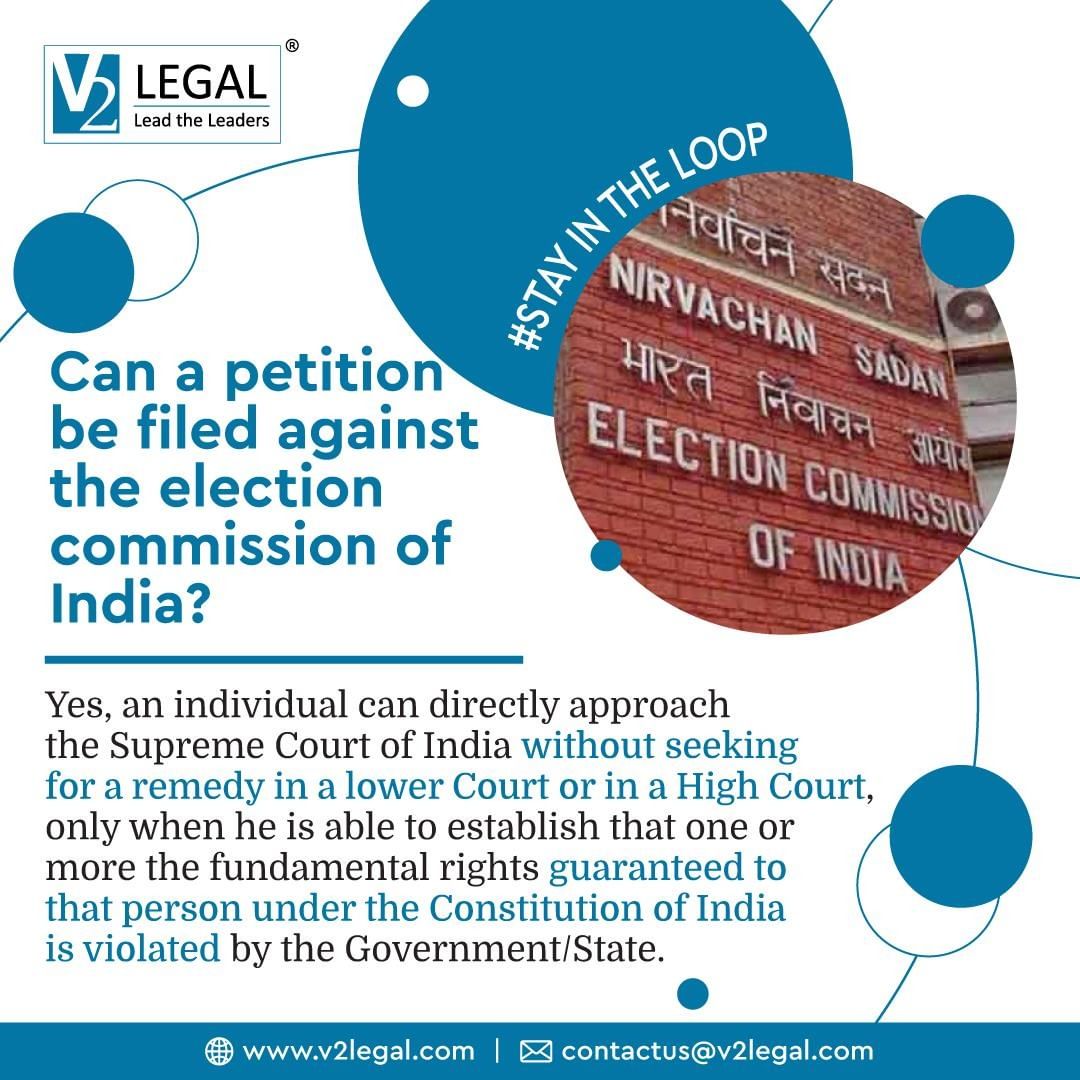 V2 LEGAL ®
Lead the Leaders
#STAY IN THE LOOP
निर्वाचन सदन
NIRVACHAN SADAN
भारत निर्वाचन आयोग
ELECTION COMMISSION
OF INDIA
Can a petition
be filed against
the election
commission of
India?
Yes, an individual can directly approach
the Supreme Court of India without seeking
for a remedy in a lower Court or in a High Court,
only when he is able to establish that one or
more the fundamental rights guaranteed to
that person under the Constitution of India
is violated by the Government/State.
www.v2legal.com | contactus@v2legal.com